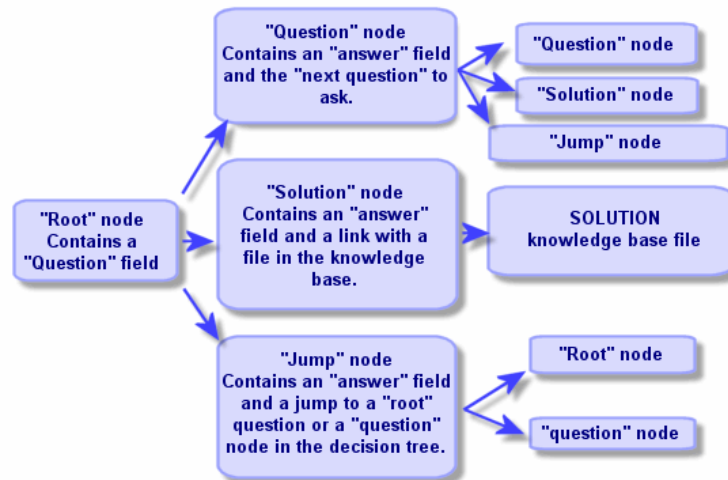 "Root" node
Contains a
"Question" field
"Question" node
Contains an "answer" field
and the "next question" to
ask.
"Question" node
"Solution" node
"Jump" node
"Solution" node
Contains an "answer"
field and a link with a
file in the knowledge
base.
SOLUTION
knowledge base file
"Jump" node
Contains an "answer" field
and a jump to a "root"
question or a "question"
node in the decision tree.
"Root" node
"question" node